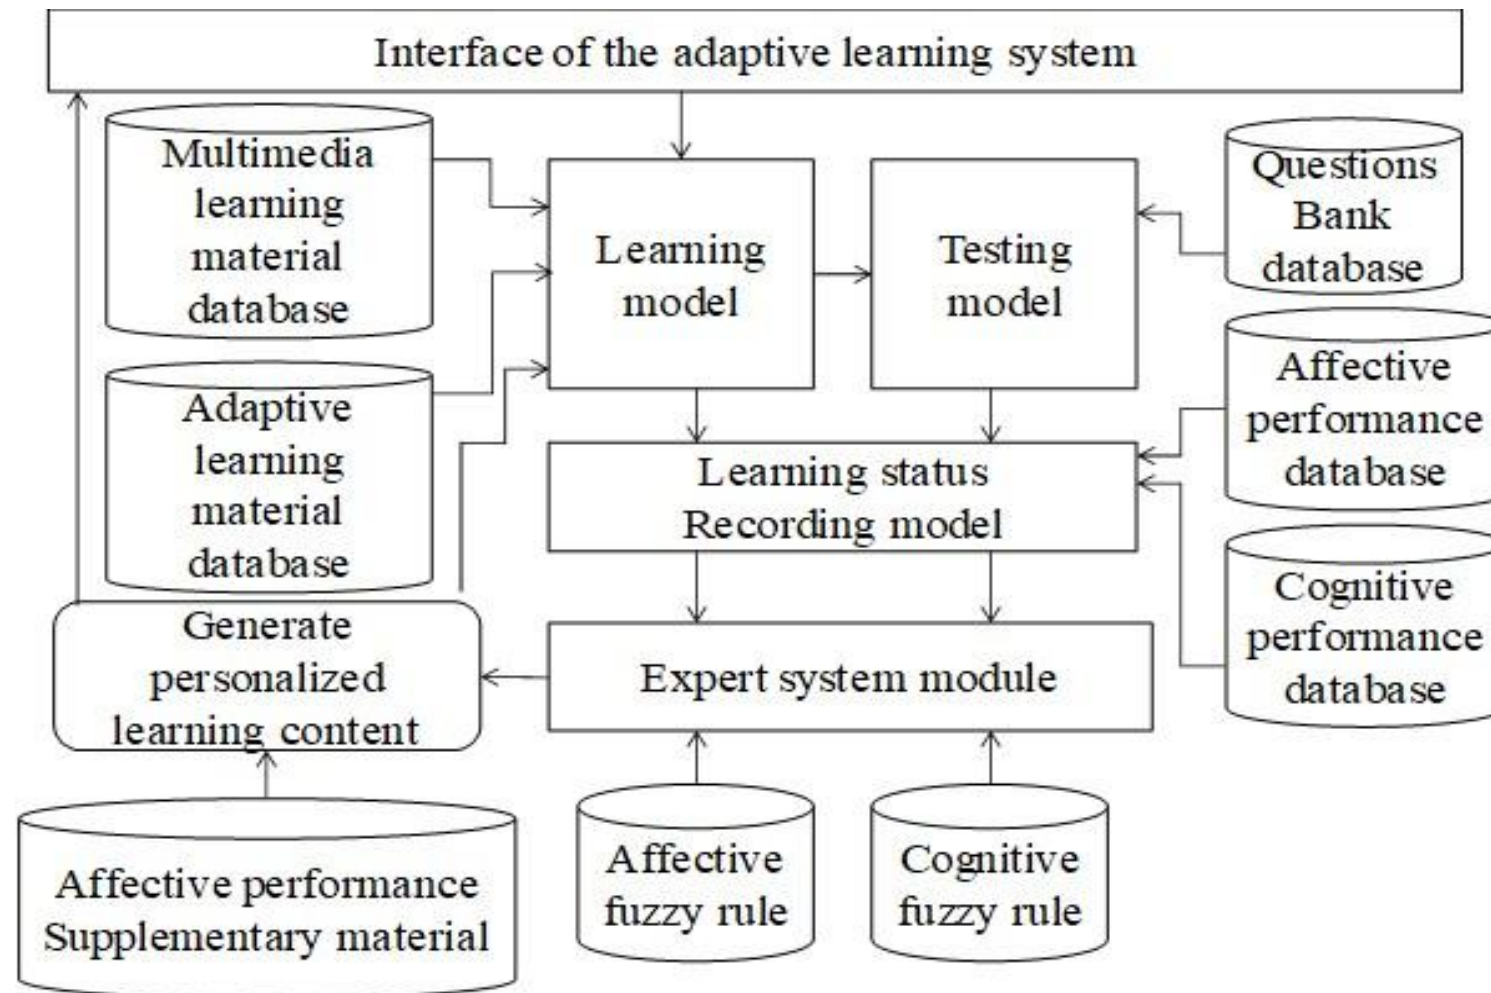 Interface of the adaptive learning system
Multimedia
learning
material
database
Learning
model
Testing
model
Questions
Bank
database
Adaptive
learning
material
database
Affective
performance
database
Learning status
Recording model
Cognitive
performance
database
Generate
personalized
learning content
Expert system module
Affective performance
Supplementary material
Affective
fuzzy rule
Cognitive
fuzzy rule